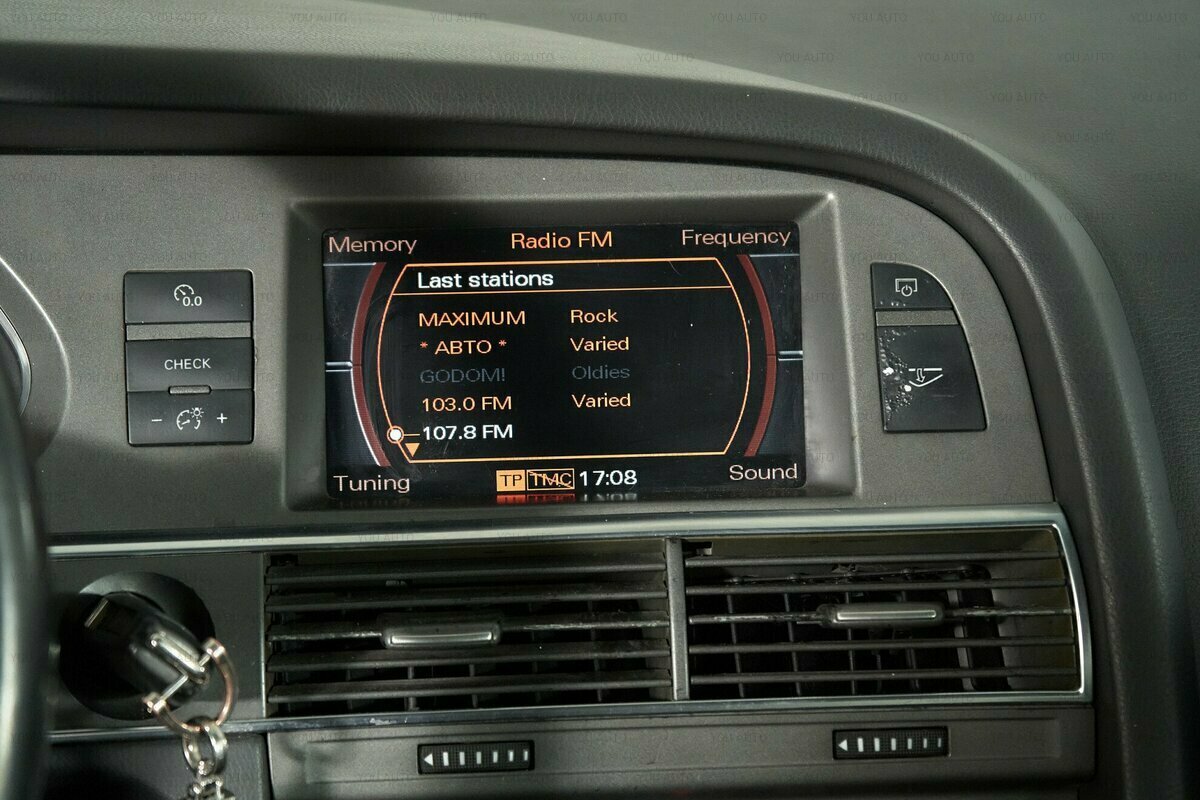 YOU AUTO
Memory
Radio FM
Frequency
Last stations
MAXIMUM Rock
* АВТО * Varied
GODOM! Oldies
103.0 FM Varied
107.8 FM
Tuning
TP TMC 17:08
Sound
0.0
CHECK
− +